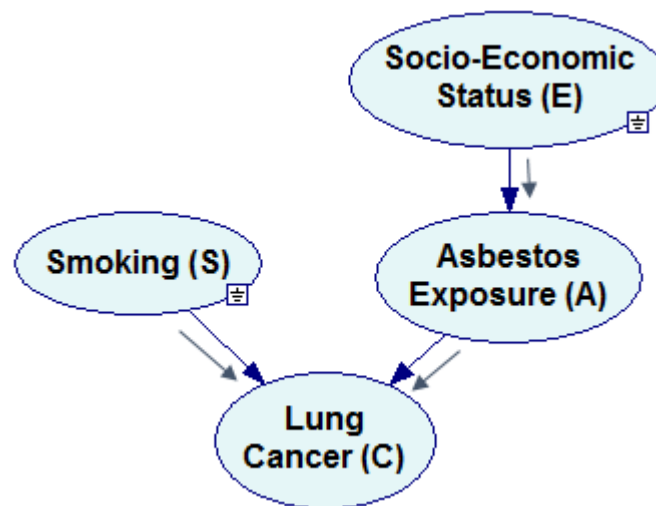 Socio-Economic
Status (E)
Smoking (S)
Asbestos
Exposure (A)
Lung
Cancer (C)